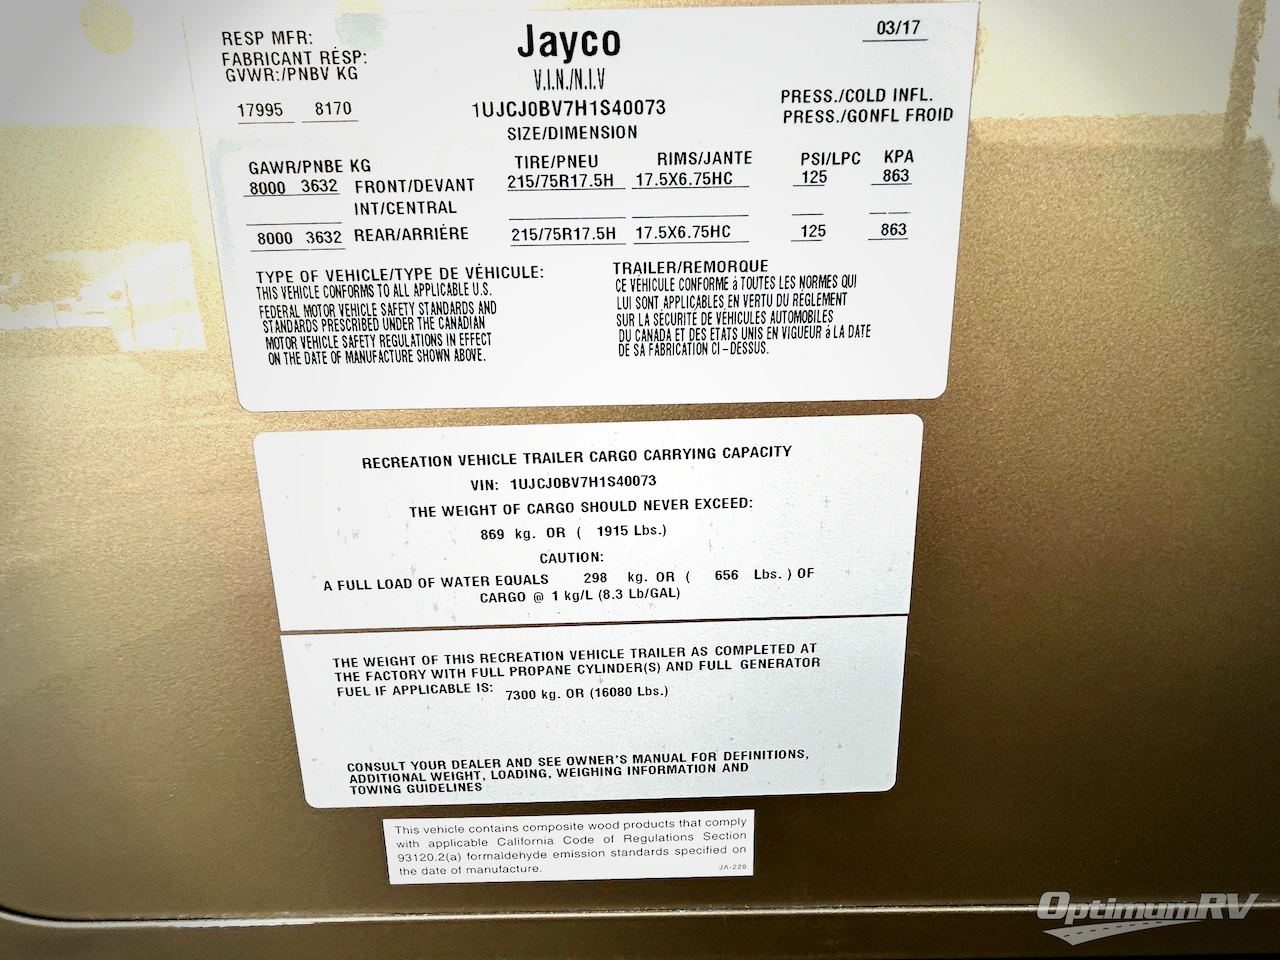 RESP MFR:
FABRICANT RÉSP:
GVWR:/PNBV KG
Jayco
03/17
V.I.N./N.I.V
17995 8170
1UJCJ0BV7H1S40073
PRESS./COLD INFL.
PRESS./GONFL FROID
SIZE/DIMENSION
GAWR/PNBE KG TIRE/PNEU RIMS/JANTE PSI/LPC KPA
8000 3632 FRONT/DEVANT 215/75R17.5H 17.5X6.75HC 125 863
INT/CENTRAL
8000 3632 REAR/ARRIÉRE 215/75R17.5H 17.5X6.75HC 125 863
TYPE OF VEHICLE/TYPE DE VÉHICULE: TRAILER/REMORQUE
THIS VEHICLE CONFORMS TO ALL APPLICABLE U.S.
FEDERAL MOTOR VEHICLE SAFETY STANDARDS AND
STANDARDS PRESCRIBED UNDER THE CANADIAN
MOTOR VEHICLE SAFETY REGULATIONS IN EFFECT
ON THE DATE OF MANUFACTURE SHOWN ABOVE.
CE VÉHICULE CONFORME á TOUTES LES NORMES QUI
LUI SONT APPLICABLES EN VERTU DU RÉGLEMENT
SUR LA SÉCURITE DE VÉHICULES AUTOMOBILES
DU CANADA ET DES ETATS UNIS EN VIGUEUR á LA DATE
DE SA FABRICATION CI-DESSUS.
RECREATION VEHICLE TRAILER CARGO CARRYING CAPACITY
VIN: 1UJCJ0BV7H1S40073
THE WEIGHT OF CARGO SHOULD NEVER EXCEED:
869 kg. OR ( 1915 Lbs.)
CAUTION:
A FULL LOAD OF WATER EQUALS 298 kg. OR ( 656 Lbs. ) OF
CARGO @ 1 kg/L (8.3 Lb/GAL)
THE WEIGHT OF THIS RECREATION VEHICLE TRAILER AS COMPLETED AT
THE FACTORY WITH FULL PROPANE CYLINDER(S) AND FULL GENERATOR
FUEL IF APPLICABLE IS: 7300 kg. OR (16080 Lbs.)
CONSULT YOUR DEALER AND SEE OWNER'S MANUAL FOR DEFINITIONS,
ADDITIONAL WEIGHT, LOADING, WEIGHING INFORMATION AND
TOWING GUIDELINES
This vehicle contains composite wood products that comply
with applicable California Code of Regulations Section
93120.2(a) formaldehyde emission standards specified on
the date of manufacture.
JA-220
OptimumRV